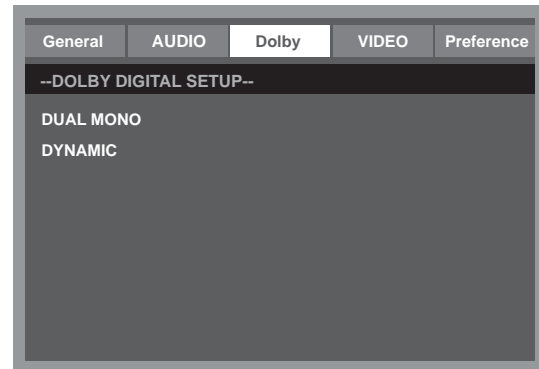 General AUDIO Dolby VIDEO Preference
--DOLBY DIGITAL SETUP--
DUAL MONO
DYNAMIC